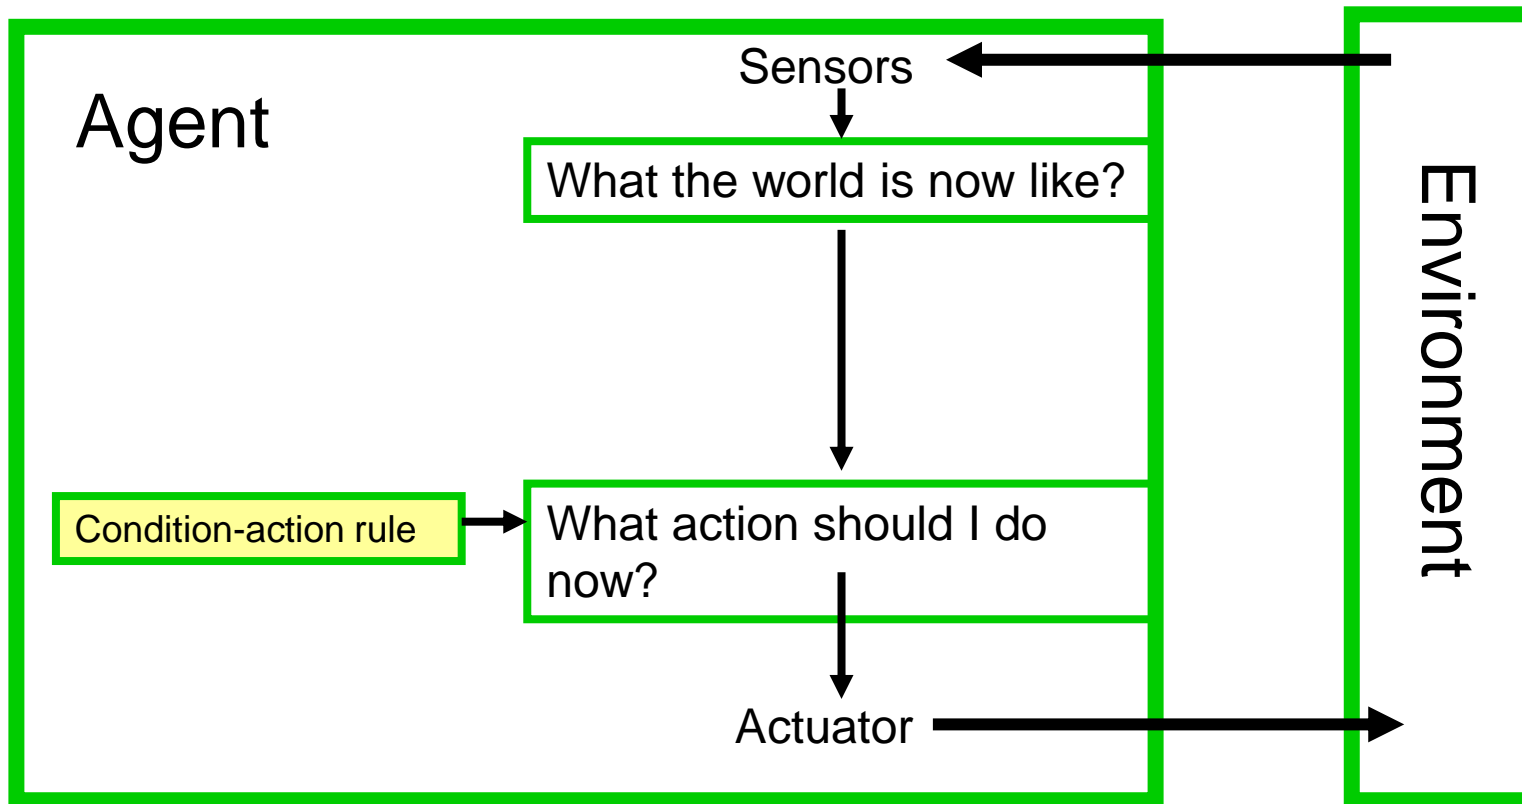 Sensors
Agent
What the world is now like?
Environment
Condition-action rule
What action should I do
now?
Actuator